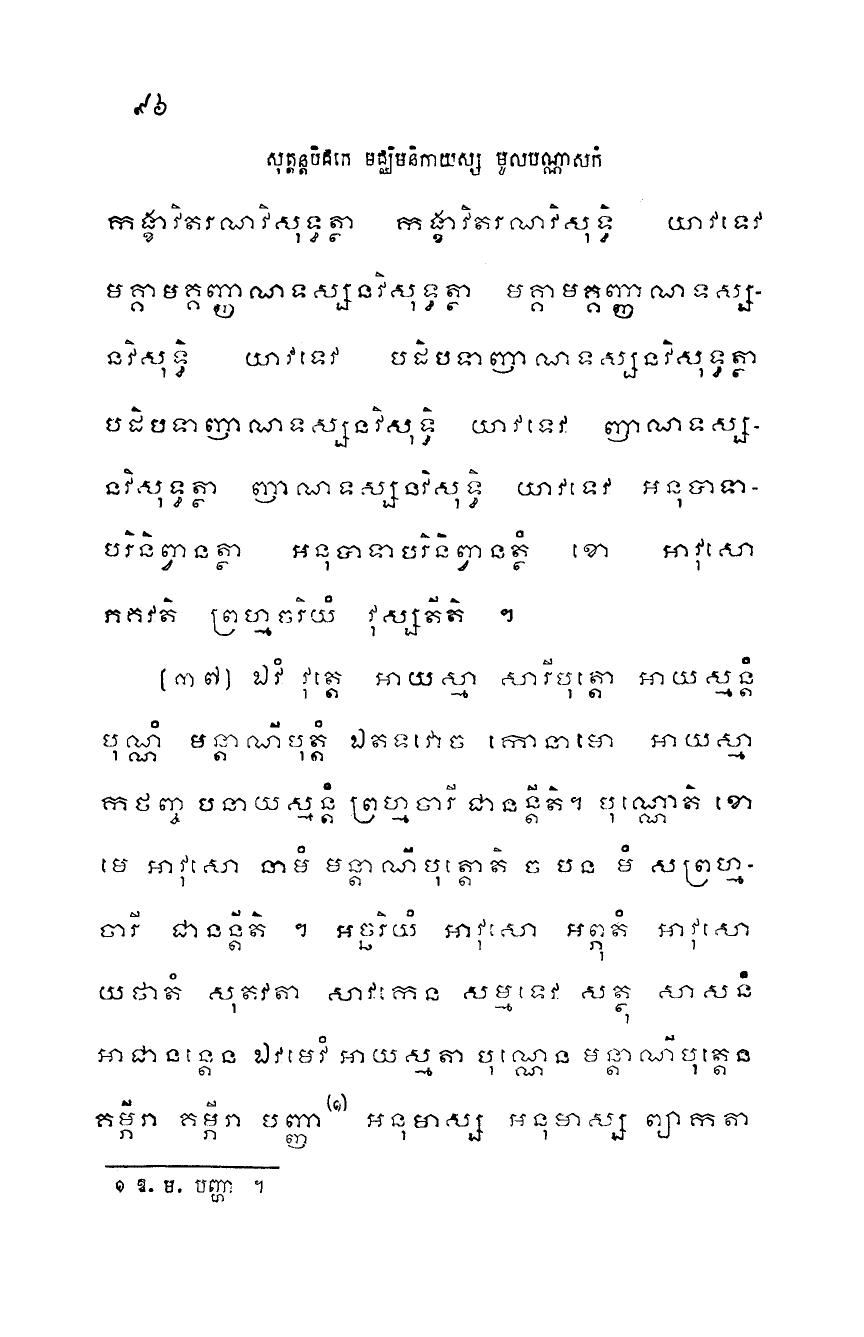 ៩៦
សុត្តន្តបិដកេ មជ្ឈិមនិកាយស្ស មូលបណ្ណាសកំ
កង្ខាវិតរណវិសុទ្ធត្ថា កង្ខាវិតរណវិសុទ្ធិ យាវទេវ
មគ្គាមគ្គញ្ញាណទស្សនវិសុទ្ធត្ថា មគ្គាមគ្គញ្ញាណទស្ស-
នវិសុទ្ធិ យាវទេវ បដិបទាញាណទស្សនវិសុទ្ធត្ថា
បដិបទាញាណទស្សនវិសុទ្ធិ យាវទេវ ញាណទស្ស-
នវិសុទ្ធត្ថា ញាណទស្សនវិសុទ្ធិ យាវទេវ អនុបាទា-
បរិនិព្វានត្ថា អនុបាទាបរិនិព្វានត្ថំ ខោ អាវុសោ
ភគវតិ ព្រហ្មចរិយំ វុស្សតីតិ ។
[៣៧] ឯវំ វុត្តេ អាយស្មា សារីបុត្តោ អាយស្មន្តំ
បុណ្ណំ មន្តាណីបុត្តំ ឯតទវោច កោនាមោ អាយស្មា
កថញ្ច បនាយស្មន្តំ ព្រហ្មចារី ជានន្តីតិ។ បុណ្ណោតិ ខោ
មេ អាវុសោ នាមំ មន្តាណីបុត្តោតិ ច បន មំ សព្រហ្ម-
ចារី ជានន្តីតិ ។ អច្ឆរិយំ អាវុសោ អព្ភុតំ អាវុសោ
យថាតំ សុតវតា សាវកេន សម្មទេវ សត្ថុ សាសនំ
អាជានន្តេន ឯវមេវំ អាយស្មតា បុណ្ណេន មន្តាណីបុត្តេន
គម្ភីរា គម្ភីរា បញ្ញា(១) អនុមាស្ស អនុមាស្ស ព្យាកតា
១ ឱ. ម. បញ្ហា ។